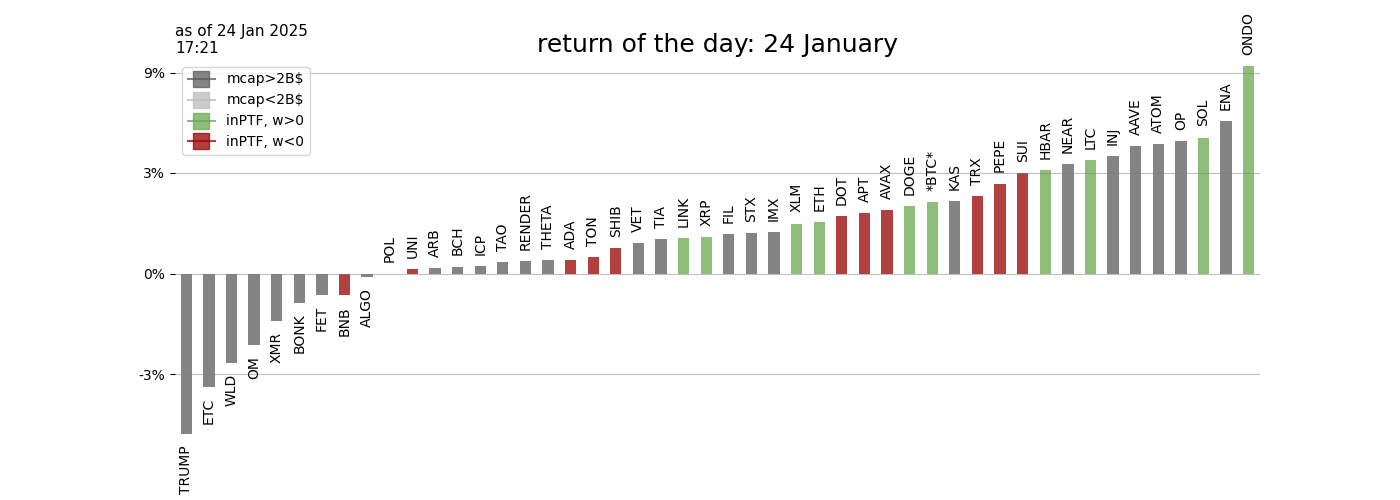 as of 24 Jan 2025
17:21
return of the day: 24 January
mcap>2B$
mcap<2B$
inPTF, w>0
inPTF, w<0
9%
3%
0%
-3%
TRUMP
ETC
WLD
OM
XMR
BONK
FET
BNB
ALGO
POL
UNI
ARB
BCH
ICP
TAO
RENDER
THETA
ADA
TON
SHIB
VET
TIA
LINK
XRP
FIL
STX
IMX
XLM
ETH
DOT
APT
AVAX
DOGE
*BTC*
KAS
TRX
PEPE
SUI
HBAR
NEAR
LTC
INJ
AAVE
ATOM
OP
SOL
ENA
ONDO